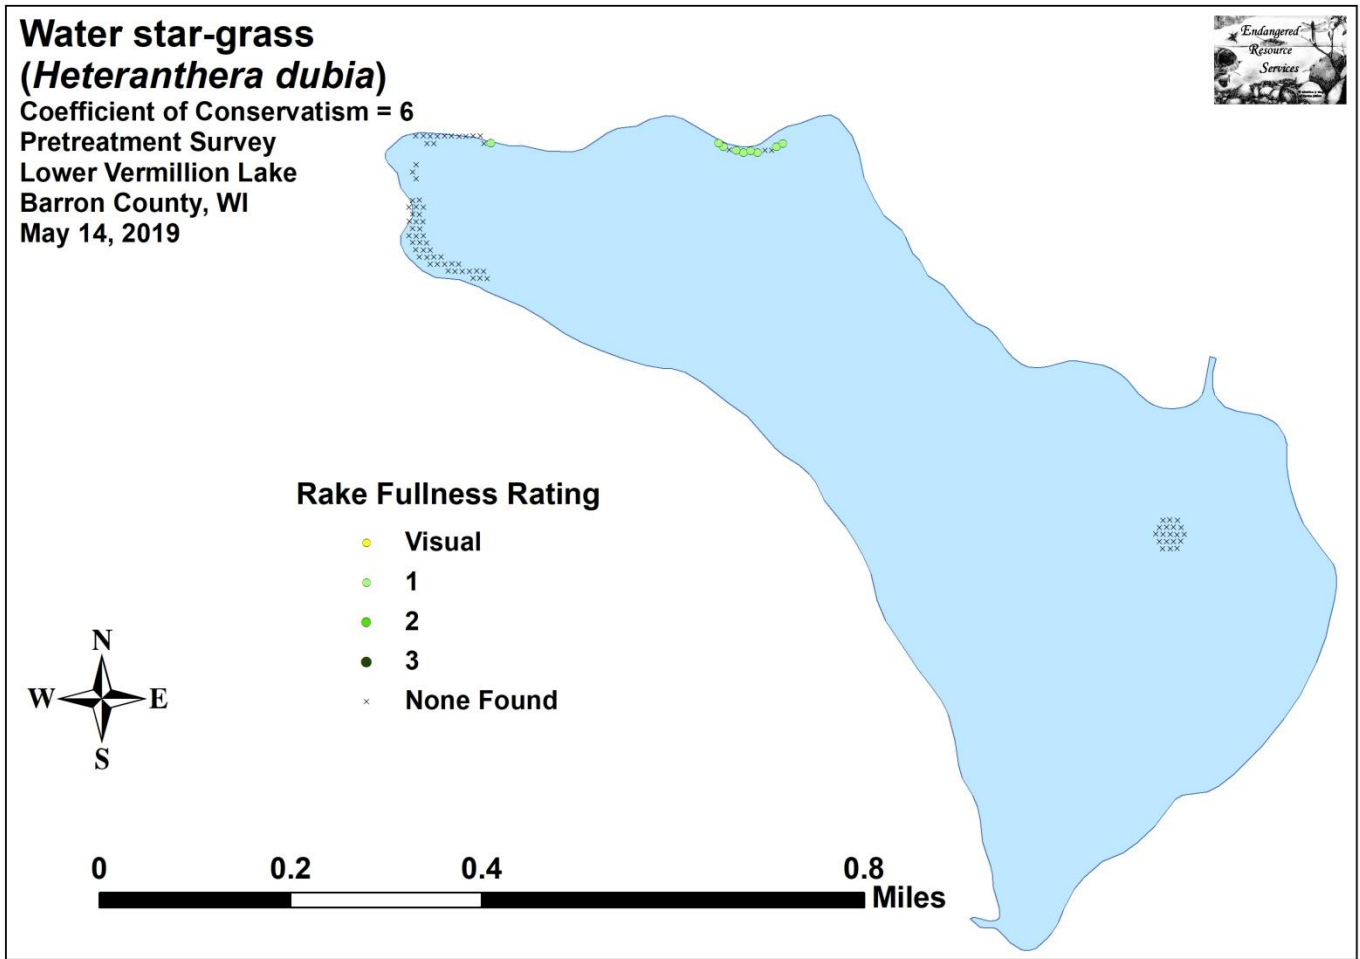 Water star-grass
(Heteranthera dubia)
Coefficient of Conservatism = 6
Pretreatment Survey
Lower Vermillion Lake
Barron County, WI
May 14, 2019
Endangered
Resource
Services
Rake Fullness Rating
Visual
1
2
3
None Found
N
W E
S
0 0.2 0.4 0.8
Miles